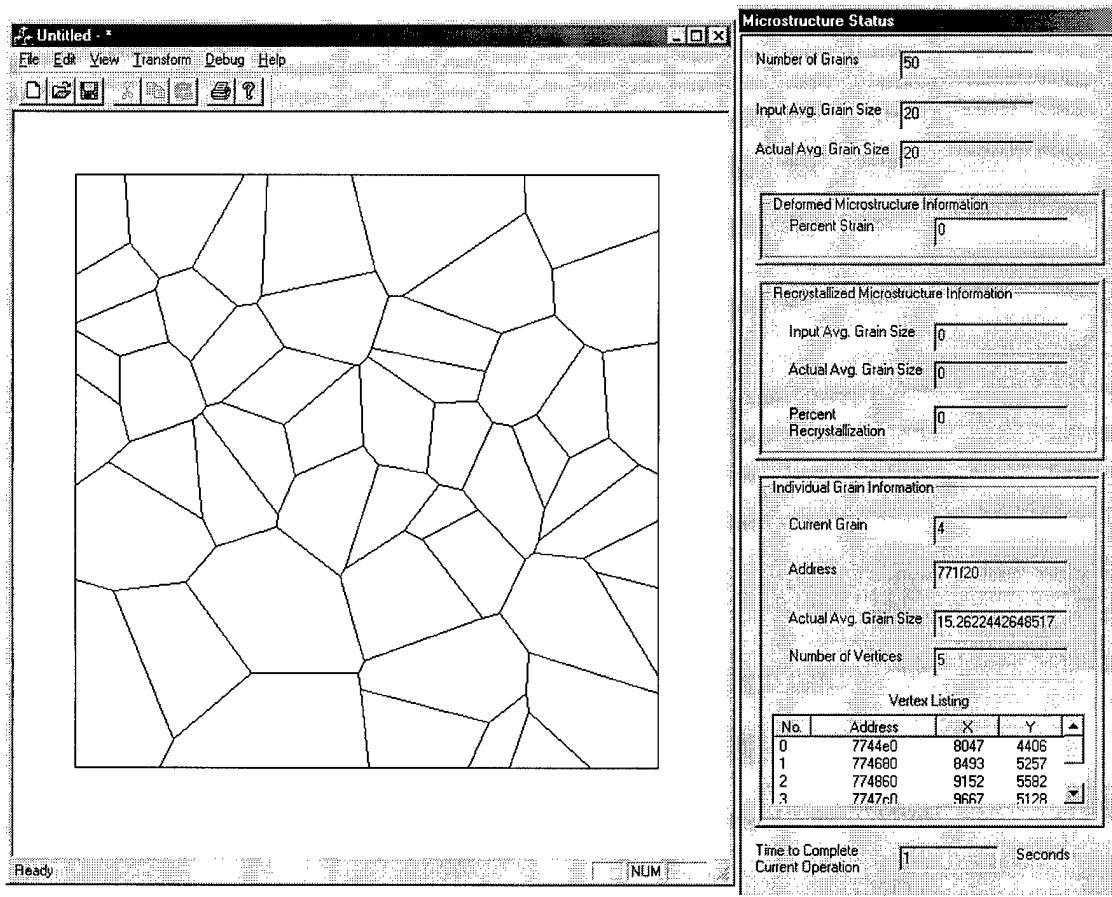 Untitled - *
File Edit View Transform Debug Help
Ready
NUM
Microstructure Status
Number of Grains 50
Input Avg. Grain Size 20
Actual Avg. Grain Size 20
Deformed Microstructure Information
Percent Strain 0
Recrystallized Microstructure Information
Input Avg. Grain Size 0
Actual Avg. Grain Size 0
Percent
Recrystallization 0
Individual Grain Information
Current Grain 4
Address 771f20
Actual Avg. Grain Size 15.2622442648517
Number of Vertices 5
Vertex Listing
No. Address X Y
0 7744e0 8047 4406
1 774680 8493 5257
2 774860 9152 5582
3 7747c0 9667 5128
Time to Complete
Current Operation 1 Seconds